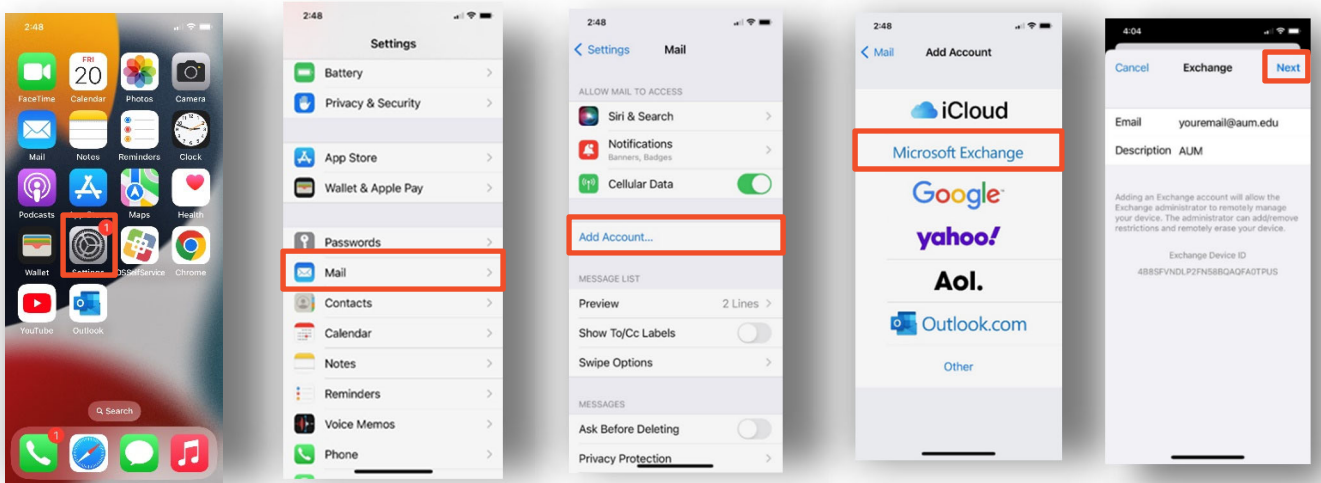 2:48
FRI
20
FaceTime
Calendar
Photos
Camera
Mail
Notes
Reminders
Clock
Podcasts
Maps
Health
1
Wallet
Settings
OSSelfService
Chrome
YouTube
Outlook
Search
1
2:48
Settings
Battery
Privacy & Security
App Store
Wallet & Apple Pay
Passwords
Mail
Contacts
Calendar
Notes
Reminders
Voice Memos
Phone
2:48
Settings
Mail
ALLOW MAIL TO ACCESS
Siri & Search
Notifications
Banners, Badges
Cellular Data
Add Account...
MESSAGE LIST
Preview 2 Lines
Show To/Cc Labels
Swipe Options
MESSAGES
Ask Before Deleting
Privacy Protection
2:48
Mail
Add Account
iCloud
Microsoft Exchange
Google
yahoo!
Aol.
Outlook.com
Other
4:04
Cancel Exchange Next
Email youremail@aum.edu
Description AUM
Adding an Exchange account will allow the
Exchange administrator to remotely manage
your device. The administrator can add/remove
restrictions and remotely erase your device.
Exchange Device ID